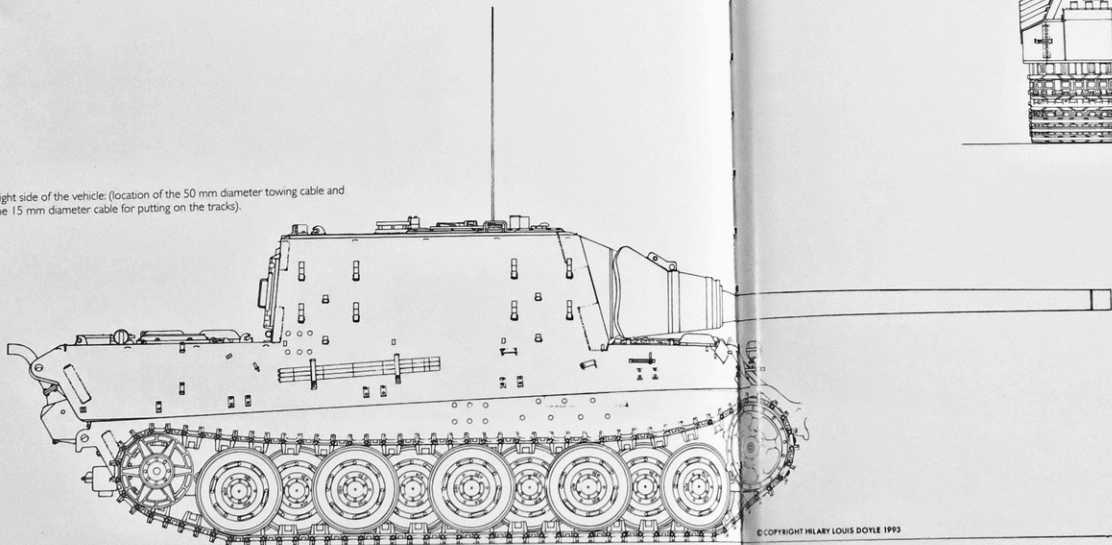 ight side of the vehicle: (location of the 50 mm diameter towing cable and
he 15 mm diameter cable for putting on the tracks).
©COPYRIGHT HILARY LOUIS DOYLE 1993